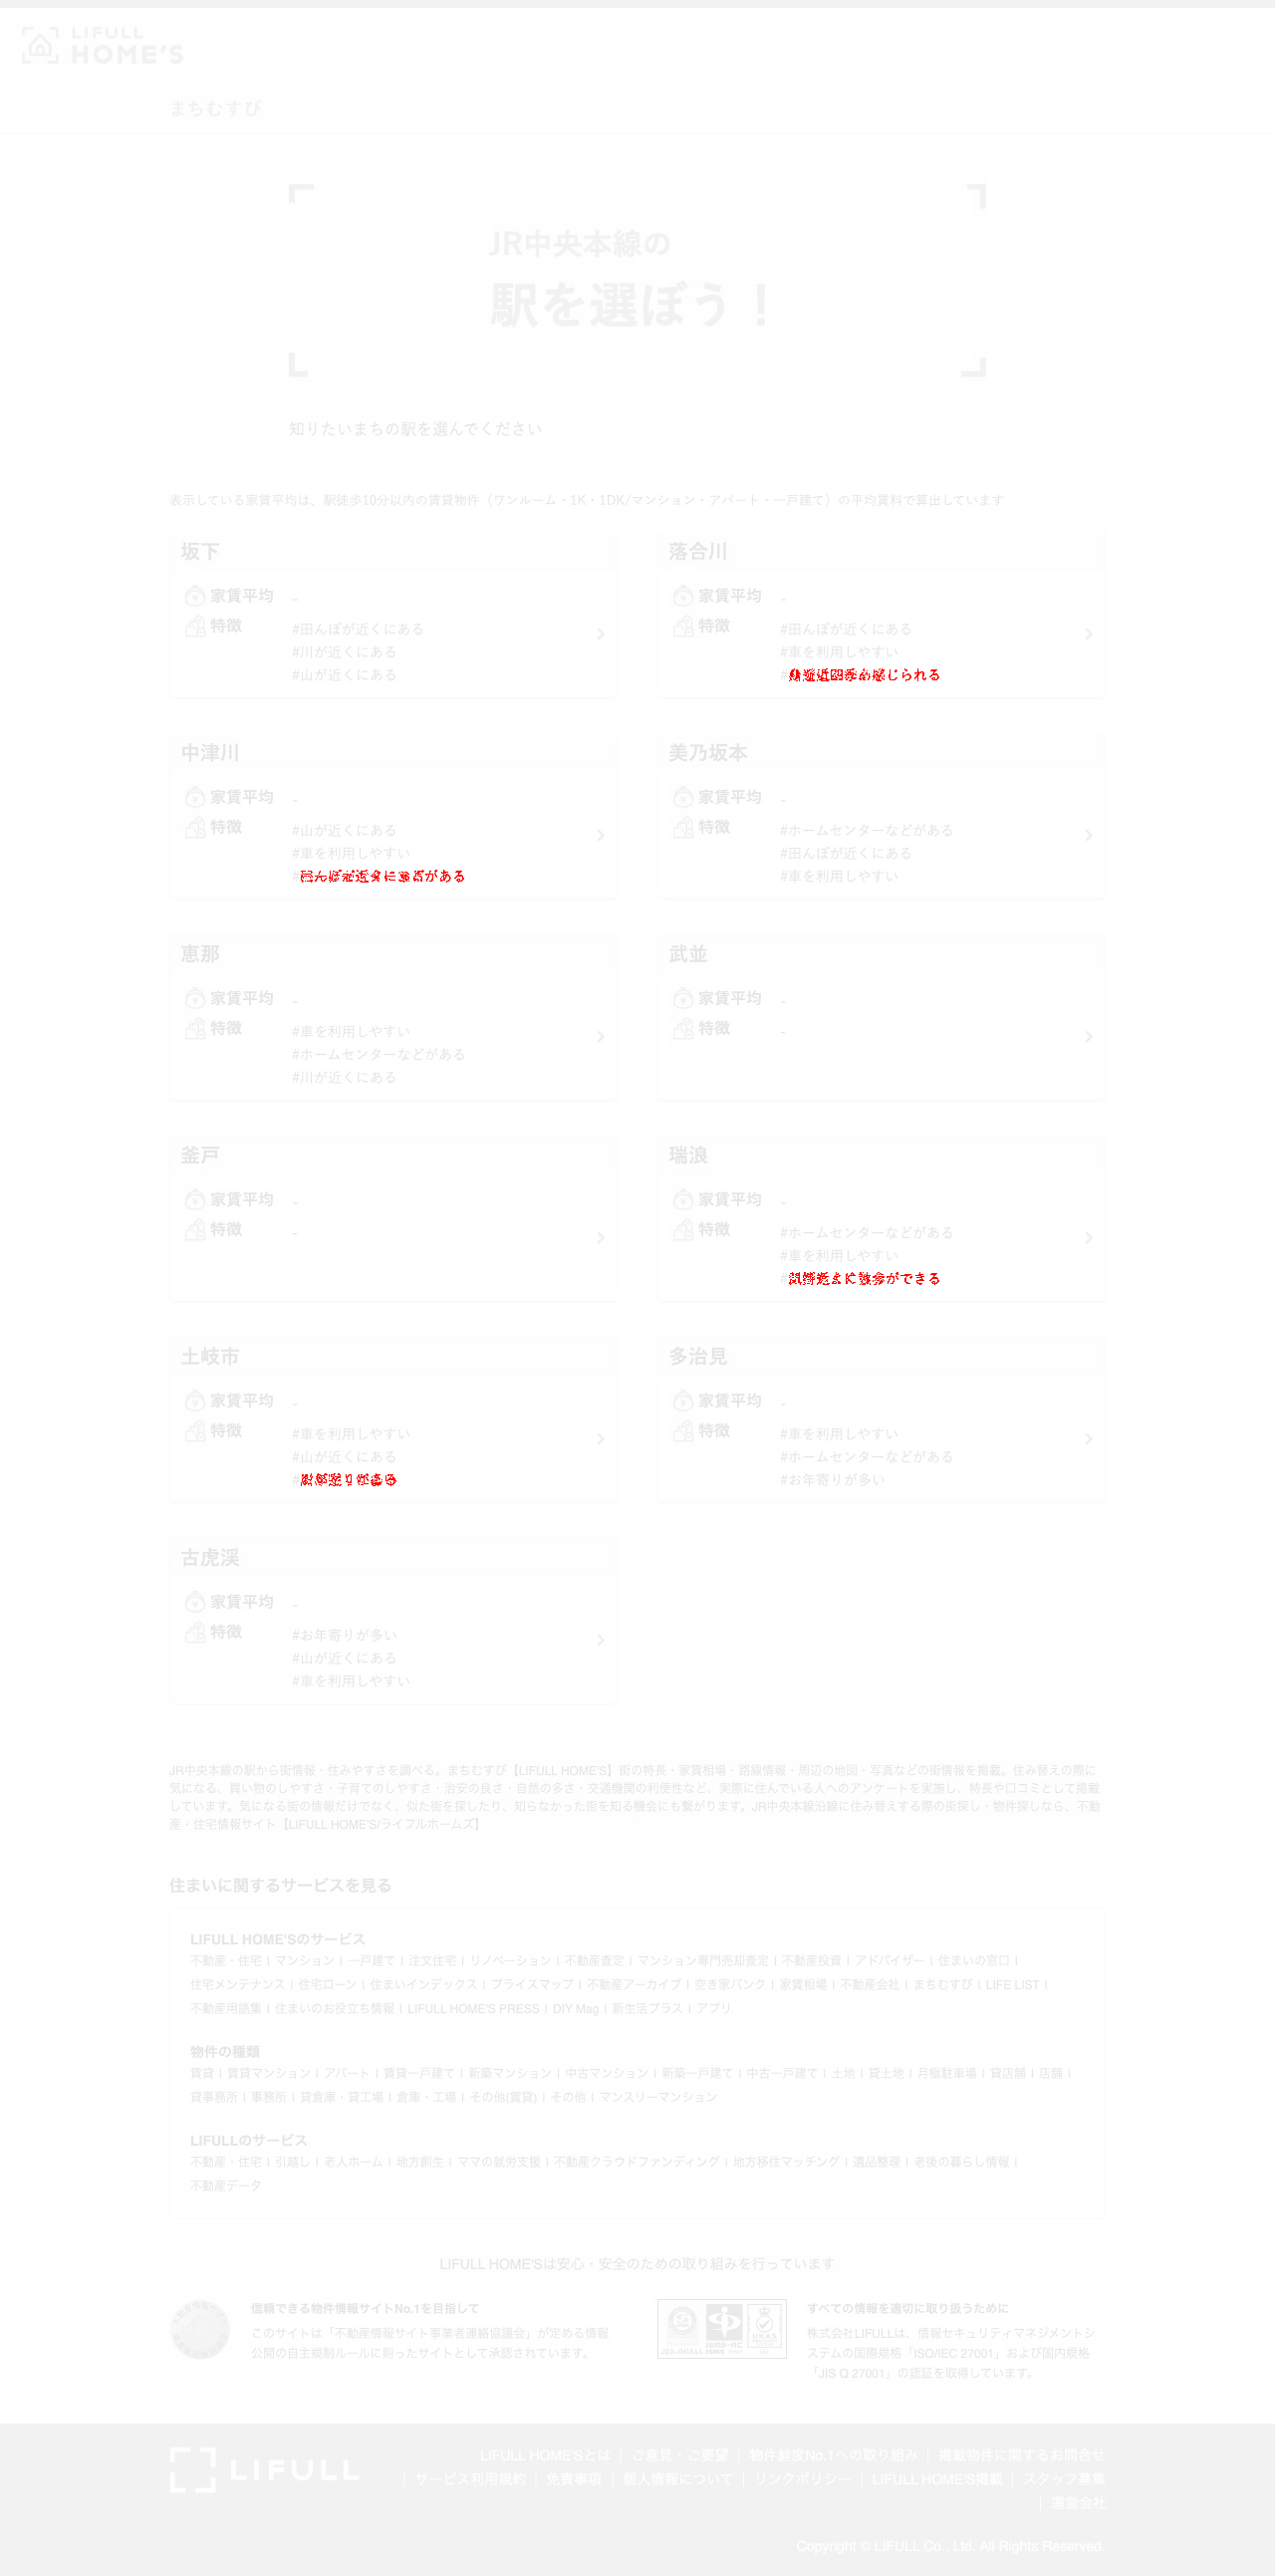 LIFULL HOME'S
まちむすび
JR中央本線の
駅を選ぼう！
知りたいまちの駅を選んでください
表示している家賃平均は、駅徒歩10分以内の賃貸物件（ワンルーム・1K・1DK/マンション・アパート・一戸建て）の平均賃料で算出しています
坂下
家賃平均 -
特徴 #田んぼが近くにある
#川が近くにある
#山が近くにある
落合川
家賃平均 -
特徴 #田んぼが近くにある
#車を利用しやすい
中津川
家賃平均 -
特徴 #山が近くにある
#車を利用しやすい
美乃坂本
家賃平均 -
特徴 #ホームセンターなどがある
#田んぼが近くにある
#車を利用しやすい
恵那
家賃平均 -
特徴 #車を利用しやすい
#ホームセンターなどがある
#川が近くにある
武並
家賃平均 -
特徴 -
釜戸
家賃平均 -
特徴 -
瑞浪
家賃平均 -
特徴 #ホームセンターなどがある
#車を利用しやすい
土岐市
家賃平均 -
特徴 #車を利用しやすい
#山が近くにある
多治見
家賃平均 -
特徴 #車を利用しやすい
#ホームセンターなどがある
#お年寄りが多い
古虎渓
家賃平均 -
特徴 #お年寄りが多い
#山が近くにある
#車を利用しやすい
JR中央本線の駅から街情報・住みやすさを調べる。まちむすび【LIFULL HOME'S】街の特長・家賃相場・路線情報・周辺の地図・写真などの街情報を掲載。住み替えの際に
気になる、買い物のしやすさ・子育てのしやすさ・治安の良さ・自然の多さ・交通機関の利便性など、実際に住んでいる人へのアンケートを実施し、特長や口コミとして掲載
しています。気になる街の情報だけでなく、似た街を探したり、知らなかった街を知る機会にも繋がります。JR中央本線沿線に住み替えする際の街探し・物件探しなら、不動
産・住宅情報サイト【LIFULL HOME'S/ライフルホームズ】
住まいに関するサービスを見る
LIFULL HOME'Sのサービス
不動産・住宅 | マンション | 一戸建て | 注文住宅 | リノベーション | 不動産査定 | マンション専門売却査定 | 不動産投資 | アドバイザー | 住まいの窓口 |
住宅メンテナンス | 住宅ローン | 住まいインデックス | プライスマップ | 不動産アーカイブ | 空き家バンク | 家賃相場 | 不動産会社 | まちむすび | LIFE LIST |
不動産用語集 | 住まいのお役立ち情報 | LIFULL HOME'S PRESS | DIY Mag | 新生活プラス | アプリ
物件の種類
賃貸 | 賃貸マンション | アパート | 賃貸一戸建て | 新築マンション | 中古マンション | 新築一戸建て | 中古一戸建て | 土地 | 貸土地 | 月極駐車場 | 貸店舗 | 店舗 |
貸事務所 | 事務所 | 貸倉庫・貸工場 | 倉庫・工場 | その他(賃貸) | その他 | マンスリーマンション
LIFULLのサービス
不動産・住宅 | 引越し | 老人ホーム | 地方創生 | ママの就労支援 | 不動産クラウドファンディング | 地方移住マッチング | 遺品整理 | 老後の暮らし情報 |
不動産データ
LIFULL HOME'Sは安心・安全のための取り組みを行っています
信頼できる物件情報サイトNo.1を目指して
このサイトは「不動産情報サイト事業者連絡協議会」が定める情報
公開の自主規制ルールに則ったサイトとして承認されています。
すべての情報を適切に取り扱うために
株式会社LIFULLは、情報セキュリティマネジメントシ
ステムの国際規格「ISO/IEC 27001」および国内規格
「JIS Q 27001」の認証を取得しています。
LIFULL
LIFULL HOME'Sとは | ご意見・ご要望 | 物件鮮度No.1への取り組み | 掲載物件に関するお問合せ
| サービス利用規約 | 免責事項 | 個人情報について | リンクポリシー | LIFULL HOME'S掲載 | スタッフ募集
| 運営会社
Copyright © LIFULL Co., Ltd. All Rights Reserved.